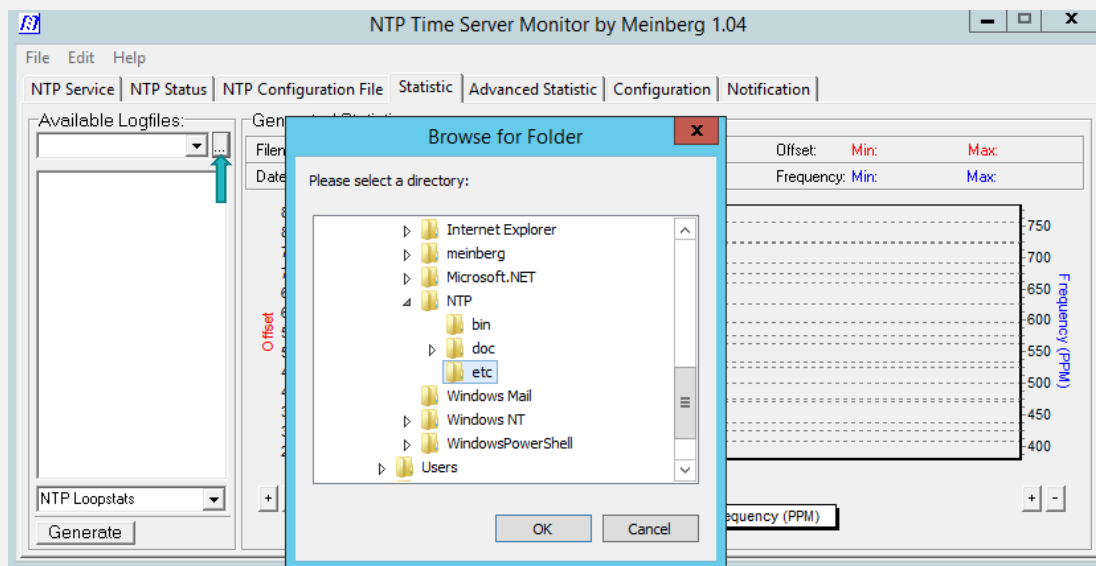 NTP Time Server Monitor by Meinberg 1.04
File Edit Help
NTP Service NTP Status NTP Configuration File Statistic Advanced Statistic Configuration Notification
Available Logfiles:
...
Offset: Min: Max:
Frequency: Min: Max:
Browse for Folder
Please select a directory:
Internet Explorer
meinberg
Microsoft.NET
NTP
bin
doc
etc
Windows Mail
Windows NT
WindowsPowerShell
Users
OK Cancel
Offset
750
700
650
600
550
500
450
400
Frequency (PPM)
NTP Loopstats
Generate
+
+ -
(PPM)